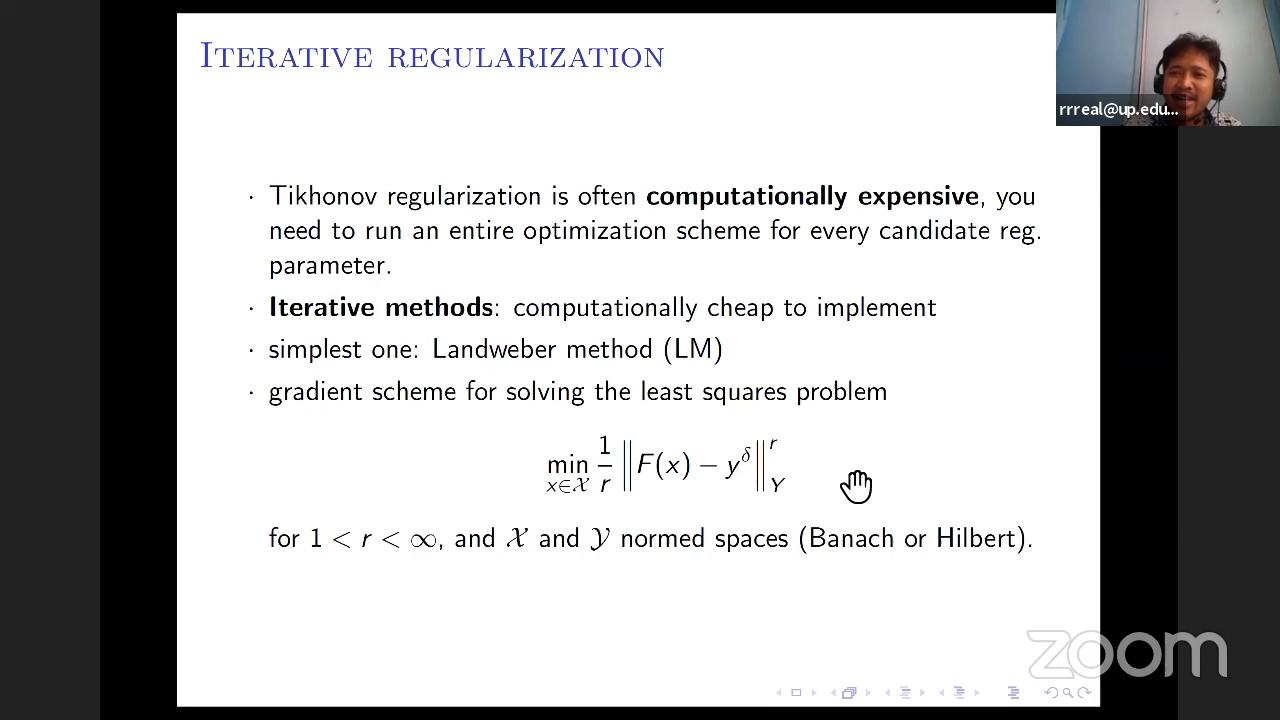 ITERATIVE REGULARIZATION
rrreal@up.edu...
· Tikhonov regularization is often computationally expensive, you
need to run an entire optimization scheme for every candidate reg.
parameter.
· Iterative methods: computationally cheap to implement
· simplest one: Landweber method (LM)
· gradient scheme for solving the least squares problem
min_{x∈𝒳} 1/r ‖F(x) − y^δ‖_Y^r
for 1 < r < ∞, and 𝒳 and 𝒴 normed spaces (Banach or Hilbert).
zoom